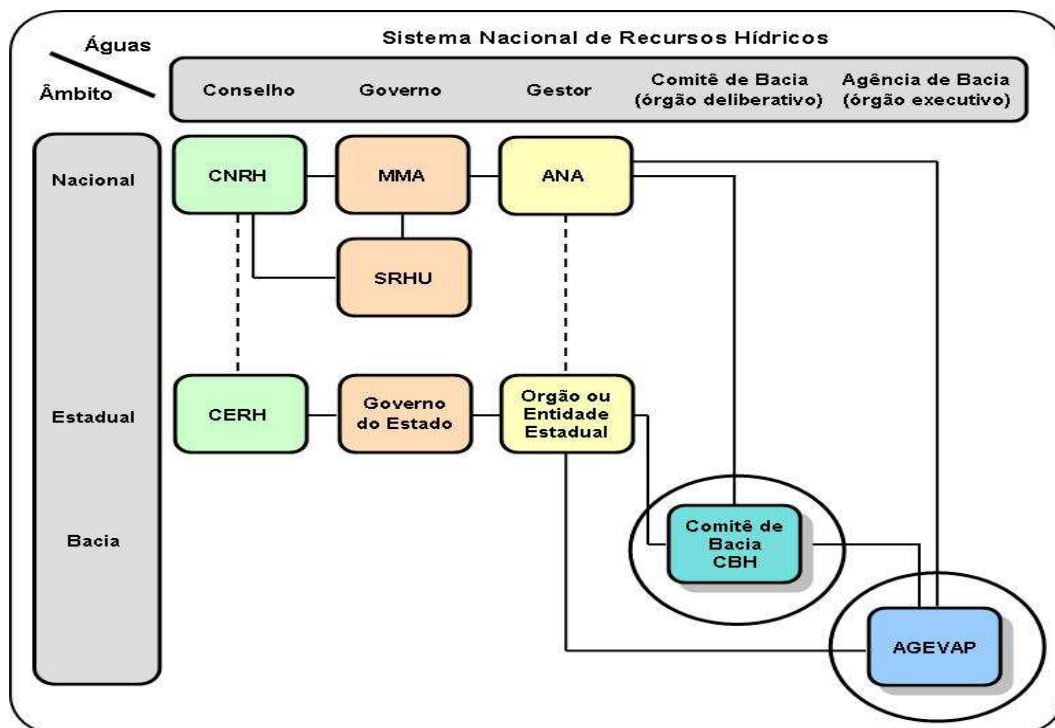 Sistema Nacional de Recursos Hídricos
Águas
Âmbito
Conselho
Governo
Gestor
Comitê de Bacia
(órgão deliberativo)
Agência de Bacia
(órgão executivo)
Nacional
CNRH
MMA
ANA
SRHU
Estadual
CERH
Governo
do Estado
Orgão ou
Entidade
Estadual
Bacia
Comitê de
Bacia
CBH
AGEVAP